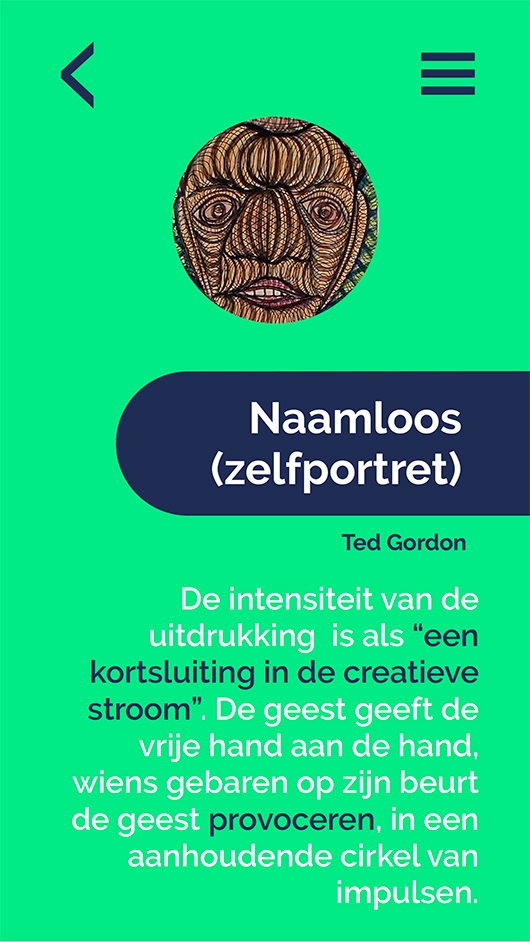 Naamloos
(zelfportret)
Ted Gordon
De intensiteit van de
uitdrukking  is als “een
kortsluiting in de creatieve
stroom”. De geest geeft de
vrije hand aan de hand,
wiens gebaren op zijn beurt
de geest provoceren, in een
aanhoudende cirkel van
impulsen.